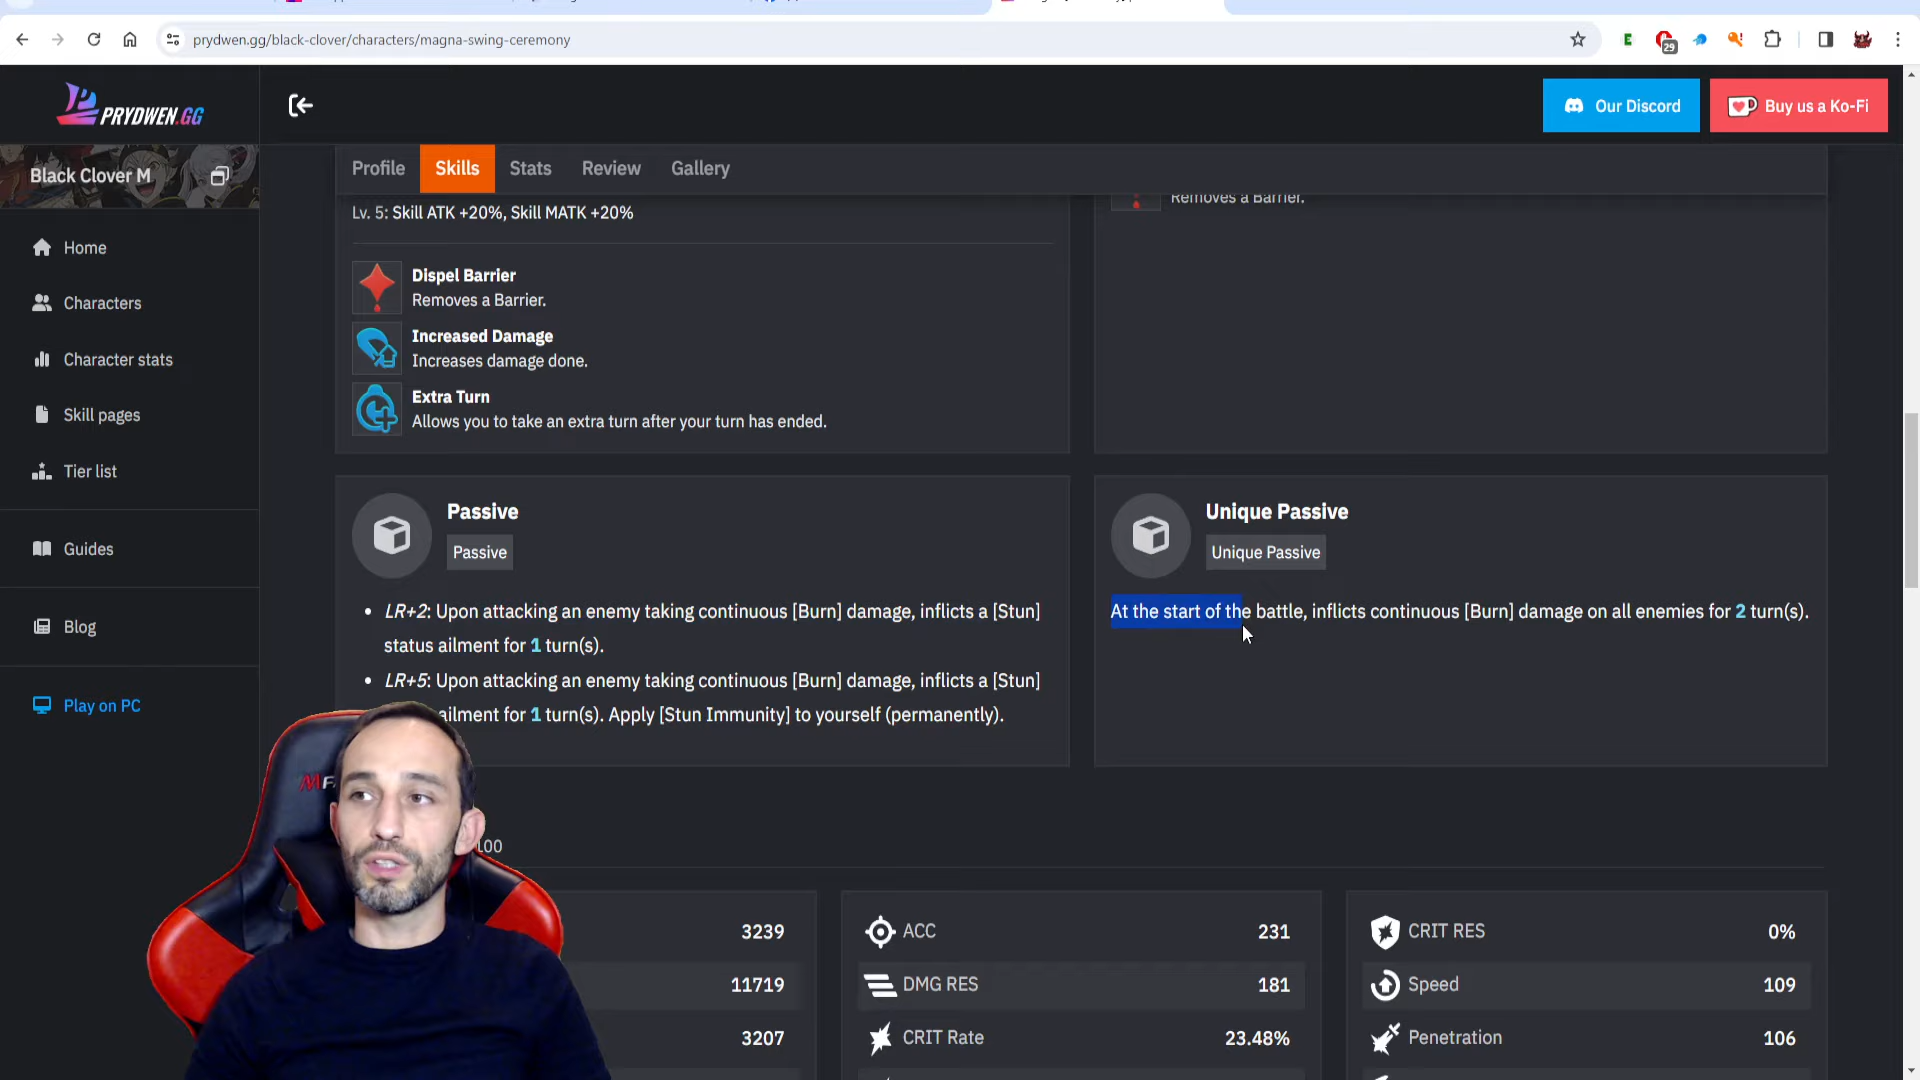 prydwen.gg/black-clover/characters/magna-swing-ceremony
29
PRYDWEN.GG
Our Discord
Buy us a Ko-Fi
Black Clover M
Profile
Skills
Stats
Review
Gallery
Home
Characters
Character stats
Skill pages
Tier list
Guides
Blog
Play on PC
Lv. 5: Skill ATK +20%, Skill MATK +20%
Removes a Barrier.
Dispel Barrier
Removes a Barrier.
Increased Damage
Increases damage done.
Extra Turn
Allows you to take an extra turn after your turn has ended.
Passive
Passive
• LR+2: Upon attacking an enemy taking continuous [Burn] damage, inflicts a [Stun]
status ailment for 1 turn(s).
• LR+5: Upon attacking an enemy taking continuous [Burn] damage, inflicts a [Stun]
ailment for 1 turn(s). Apply [Stun Immunity] to yourself (permanently).
Unique Passive
Unique Passive
At the start of the battle, inflicts continuous [Burn] damage on all enemies for 2 turn(s).
100
3239
11719
3207
ACC 231
DMG RES 181
CRIT Rate 23.48%
CRIT RES 0%
Speed 109
Penetration 106